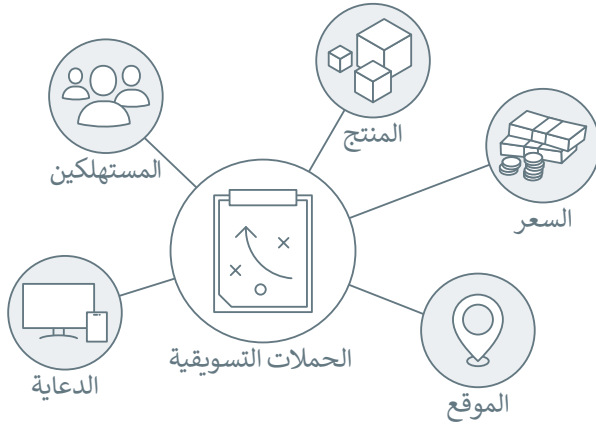 المنتج
المستهلكين
السعر
الحملات التسويقية
الدعاية
الموقع